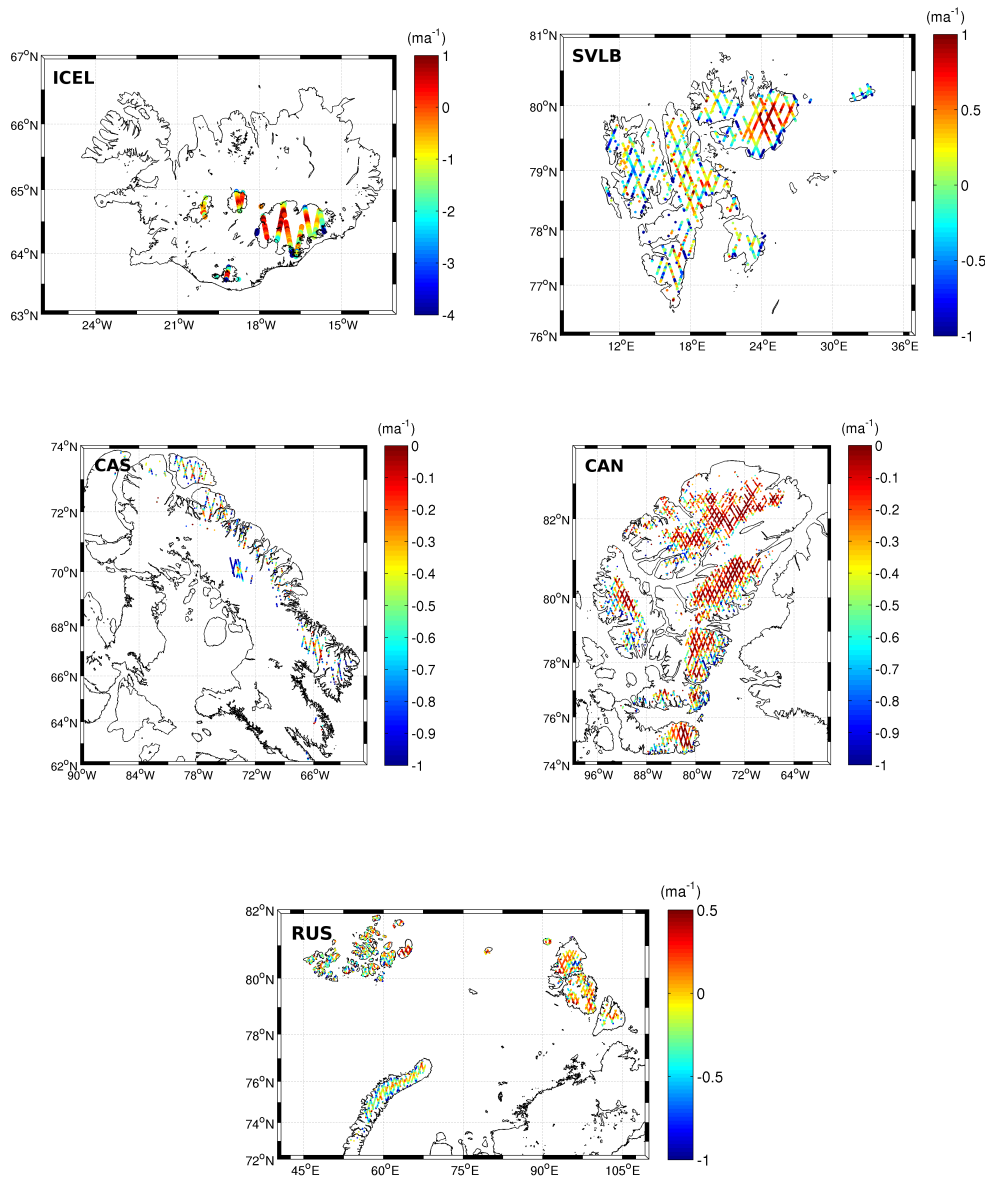 (ma⁻¹)
ICEL
67°N
66°N
65°N
64°N
63°N
24°W 21°W 18°W 15°W
1
0
-1
-2
-3
-4
(ma⁻¹)
SVLB
81°N
80°N
79°N
78°N
77°N
76°N
12°E 18°E 24°E 30°E 36°E
1
0.5
0
-0.5
-1
(ma⁻¹)
CAS
74°N
72°N
70°N
68°N
66°N
64°N
62°N
90°W 84°W 78°W 72°W 66°W
0
-0.1
-0.2
-0.3
-0.4
-0.5
-0.6
-0.7
-0.8
-0.9
-1
(ma⁻¹)
CAN
82°N
80°N
78°N
76°N
74°N
96°W 88°W 80°W 72°W 64°W
0
-0.1
-0.2
-0.3
-0.4
-0.5
-0.6
-0.7
-0.8
-0.9
-1
(ma⁻¹)
RUS
82°N
80°N
78°N
76°N
74°N
72°N
45°E 60°E 75°E 90°E 105°E
0.5
0
-0.5
-1